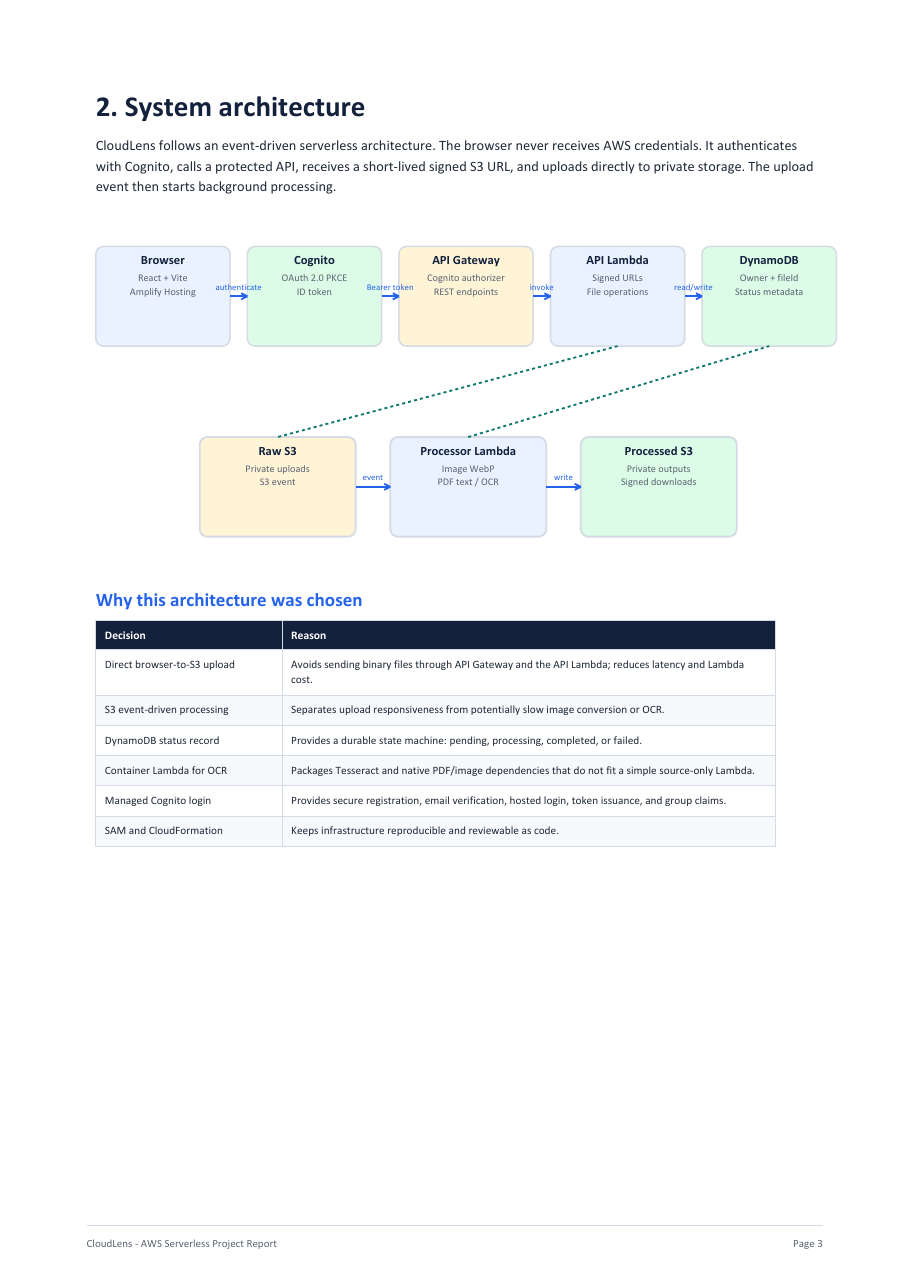 2. System architecture
CloudLens follows an event-driven serverless architecture. The browser never receives AWS credentials. It authenticates
with Cognito, calls a protected API, receives a short-lived signed S3 URL, and uploads directly to private storage. The upload
event then starts background processing.
Browser
React + Vite
Amplify Hosting
authenticate
Cognito
OAuth 2.0 PKCE
ID token
Bearer token
API Gateway
Cognito authorizer
REST endpoints
invoke
API Lambda
Signed URLs
File operations
read/write
DynamoDB
Owner + fileId
Status metadata
Raw S3
Private uploads
S3 event
event
Processor Lambda
Image WebP
PDF text / OCR
write
Processed S3
Private outputs
Signed downloads
Why this architecture was chosen
Decision Reason
Direct browser-to-S3 upload Avoids sending binary files through API Gateway and the API Lambda; reduces latency and Lambda
cost.
S3 event-driven processing Separates upload responsiveness from potentially slow image conversion or OCR.
DynamoDB status record Provides a durable state machine: pending, processing, completed, or failed.
Container Lambda for OCR Packages Tesseract and native PDF/image dependencies that do not fit a simple source-only Lambda.
Managed Cognito login Provides secure registration, email verification, hosted login, token issuance, and group claims.
SAM and CloudFormation Keeps infrastructure reproducible and reviewable as code.
CloudLens - AWS Serverless Project Report Page 3